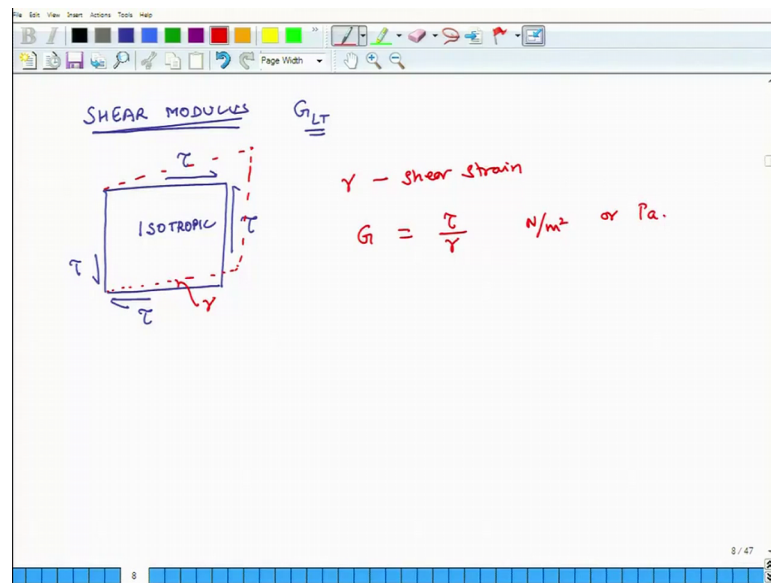 File Edit View Insert Actions Tools Help
B I
Page Width
SHEAR MODULUS G_LT
τ
γ – shear strain
ISOTROPIC τ
G = τ/γ N/m² or Pa.
τ
τ γ
8/47
8